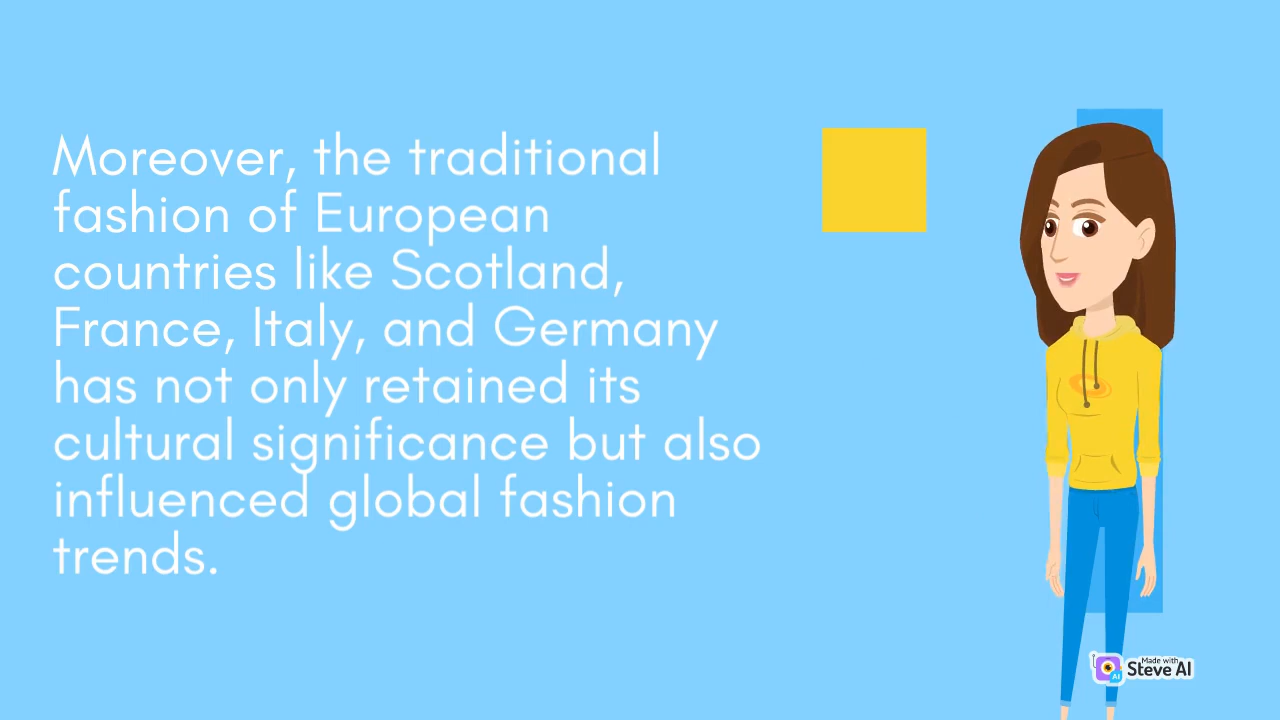 Moreover, the traditional
fashion of European
countries like Scotland,
France, Italy, and Germany
has not only retained its
cultural significance but also
influenced global fashion
trends.
Made with
Steve AI
AI